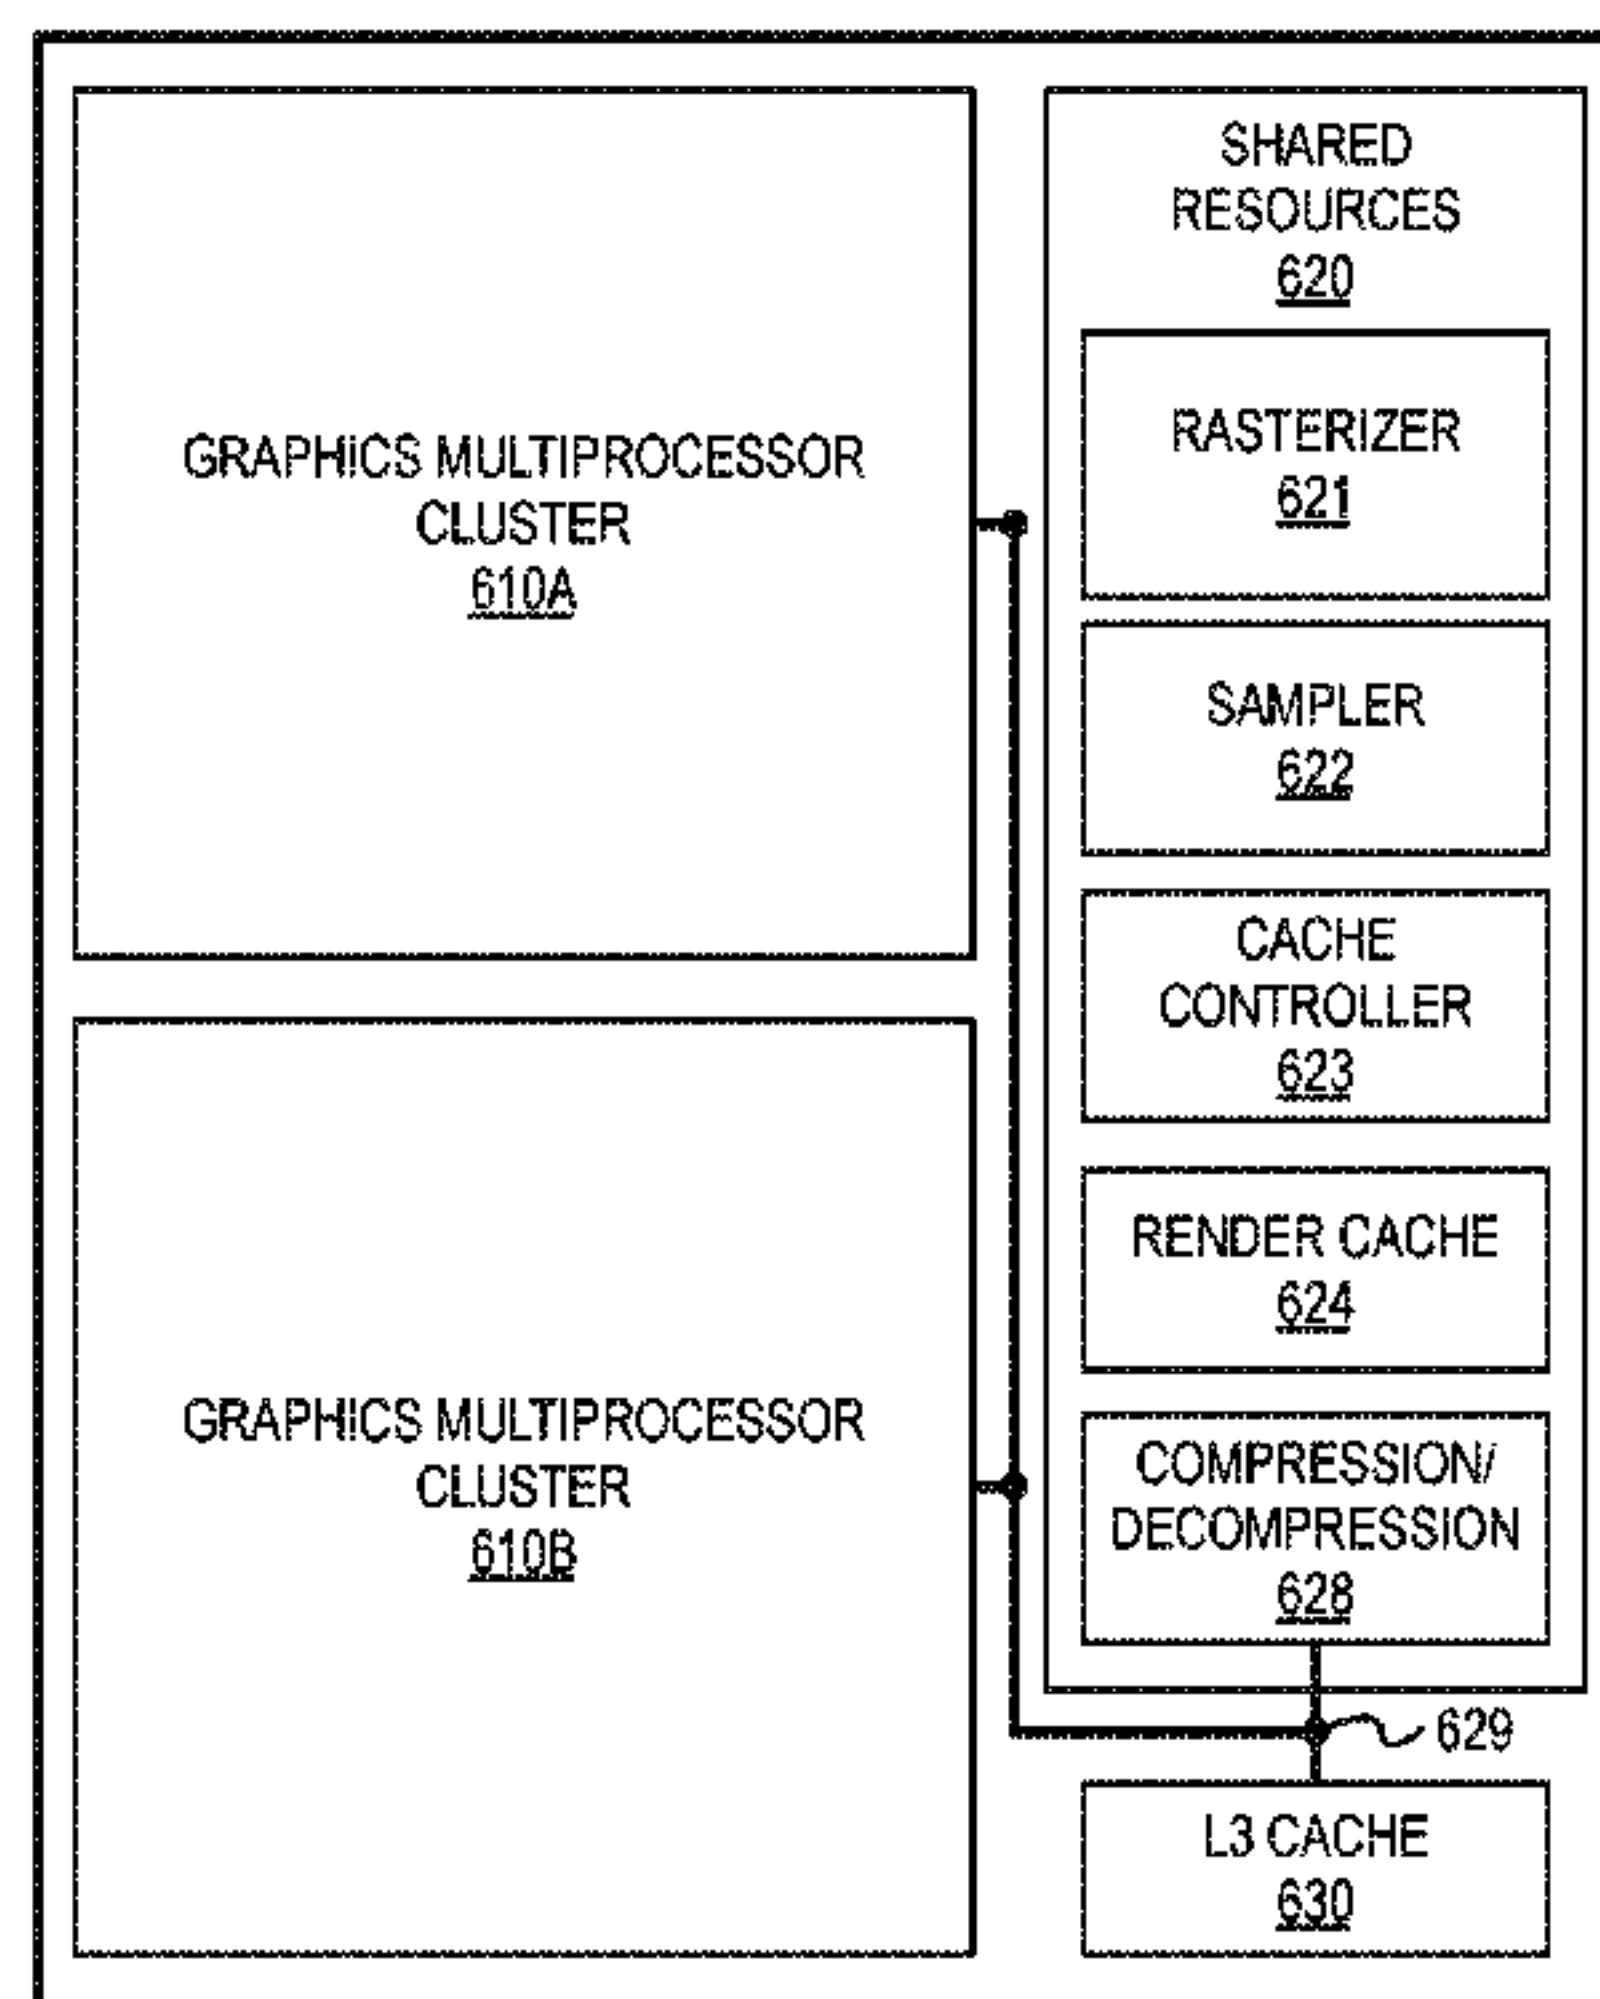 GRAPHICS MULTIPROCESSOR
CLUSTER
610A
GRAPHICS MULTIPROCESSOR
CLUSTER
610B
SHARED
RESOURCES
620
RASTERIZER
621
SAMPLER
622
CACHE
CONTROLLER
623
RENDER CACHE
624
COMPRESSION/
DECOMPRESSION
628
629
L3 CACHE
630